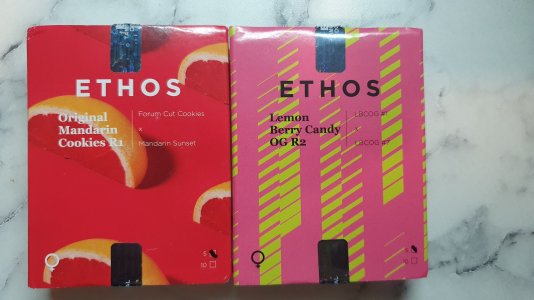 ETHOS
Original
Mandarin
Cookies R1
Forum Cut Cookies
x
Mandarin Sunset
5
10
ETHOS
Lemon
Berry Candy
OG R2
LBCOG #1
x
LBCOG #7
5
10